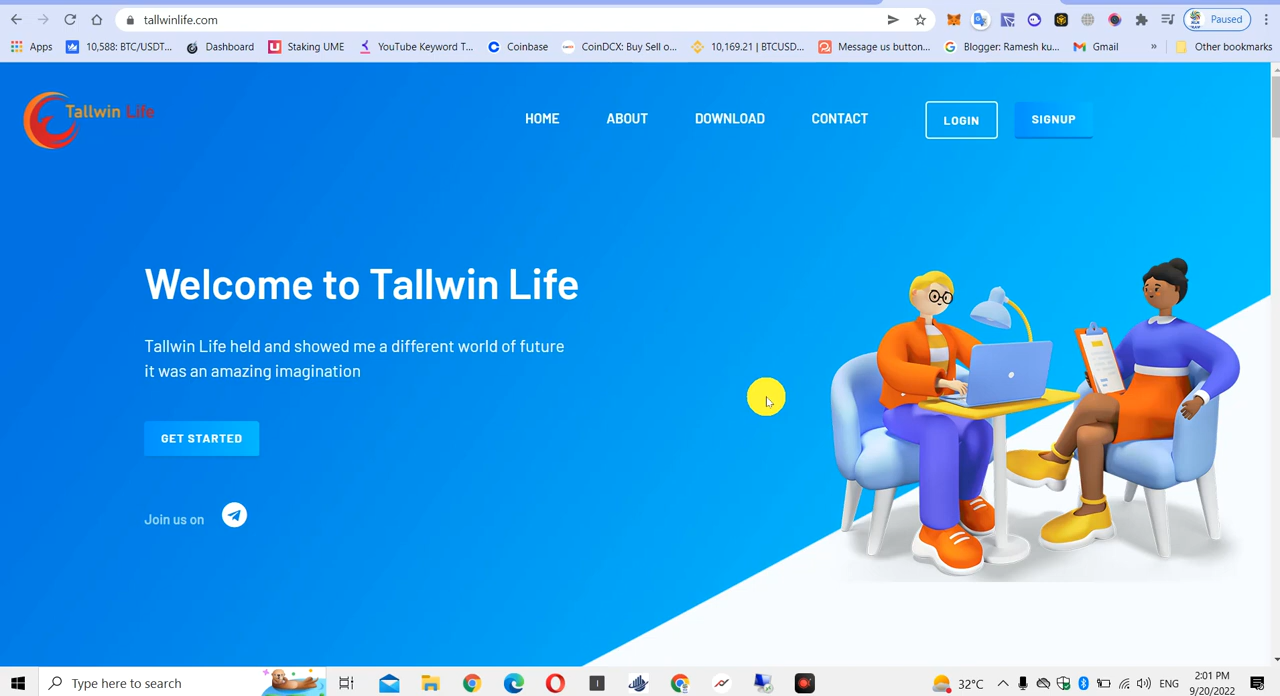 tallwinlife.com
Paused
Apps
10,588: BTC/USDT...
Dashboard
Staking UME
YouTube Keyword T...
Coinbase
CoinDCX: Buy Sell o...
10,169.21 | BTCUSD...
Message us button...
Blogger: Ramesh ku...
Gmail
»
Other bookmarks
Tallwin Life
HOME
ABOUT
DOWNLOAD
CONTACT
LOGIN
SIGNUP
Welcome to Tallwin Life
Tallwin Life held and showed me a different world of future
it was an amazing imagination
GET STARTED
Join us on
Type here to search
32°C
ENG
2:01 PM
9/20/2022